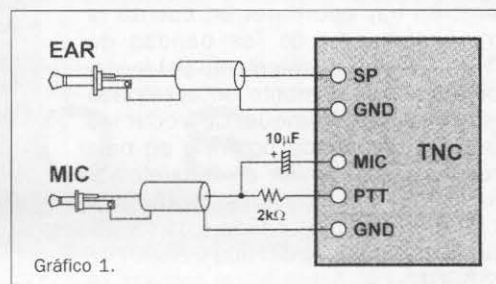 EAR
SP
GND
10µF
+
MIC
TNC
MIC
PTT
2kΩ
GND
Gráfico 1.